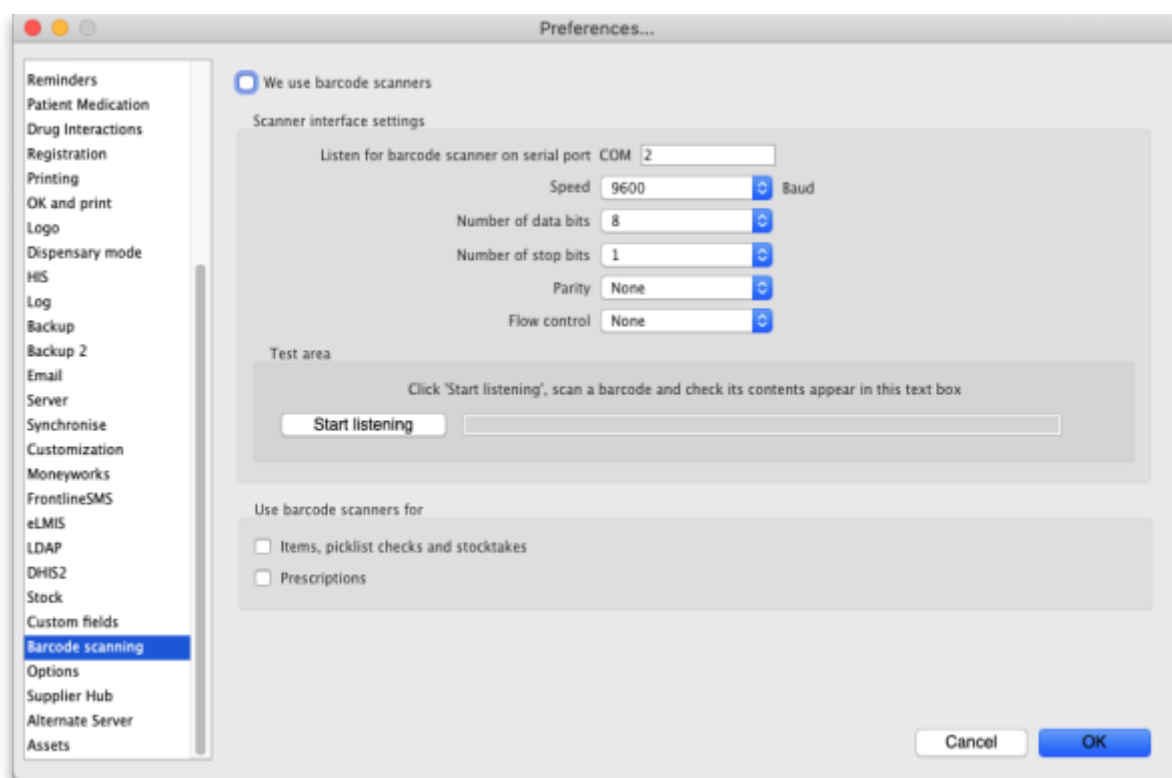 Preferences...
Reminders
Patient Medication
Drug Interactions
Registration
Printing
OK and print
Logo
Dispensary mode
HIS
Log
Backup
Backup 2
Email
Server
Synchronise
Customization
Moneyworks
FrontlineSMS
eLMIS
LDAP
DHIS2
Stock
Custom fields
Barcode scanning
Options
Supplier Hub
Alternate Server
Assets
We use barcode scanners
Scanner interface settings
Listen for barcode scanner on serial port COM 2
Speed 9600 Baud
Number of data bits 8
Number of stop bits 1
Parity None
Flow control None
Test area
Click 'Start listening', scan a barcode and check its contents appear in this text box
Start listening
Use barcode scanners for
Items, picklist checks and stocktakes
Prescriptions
Cancel OK